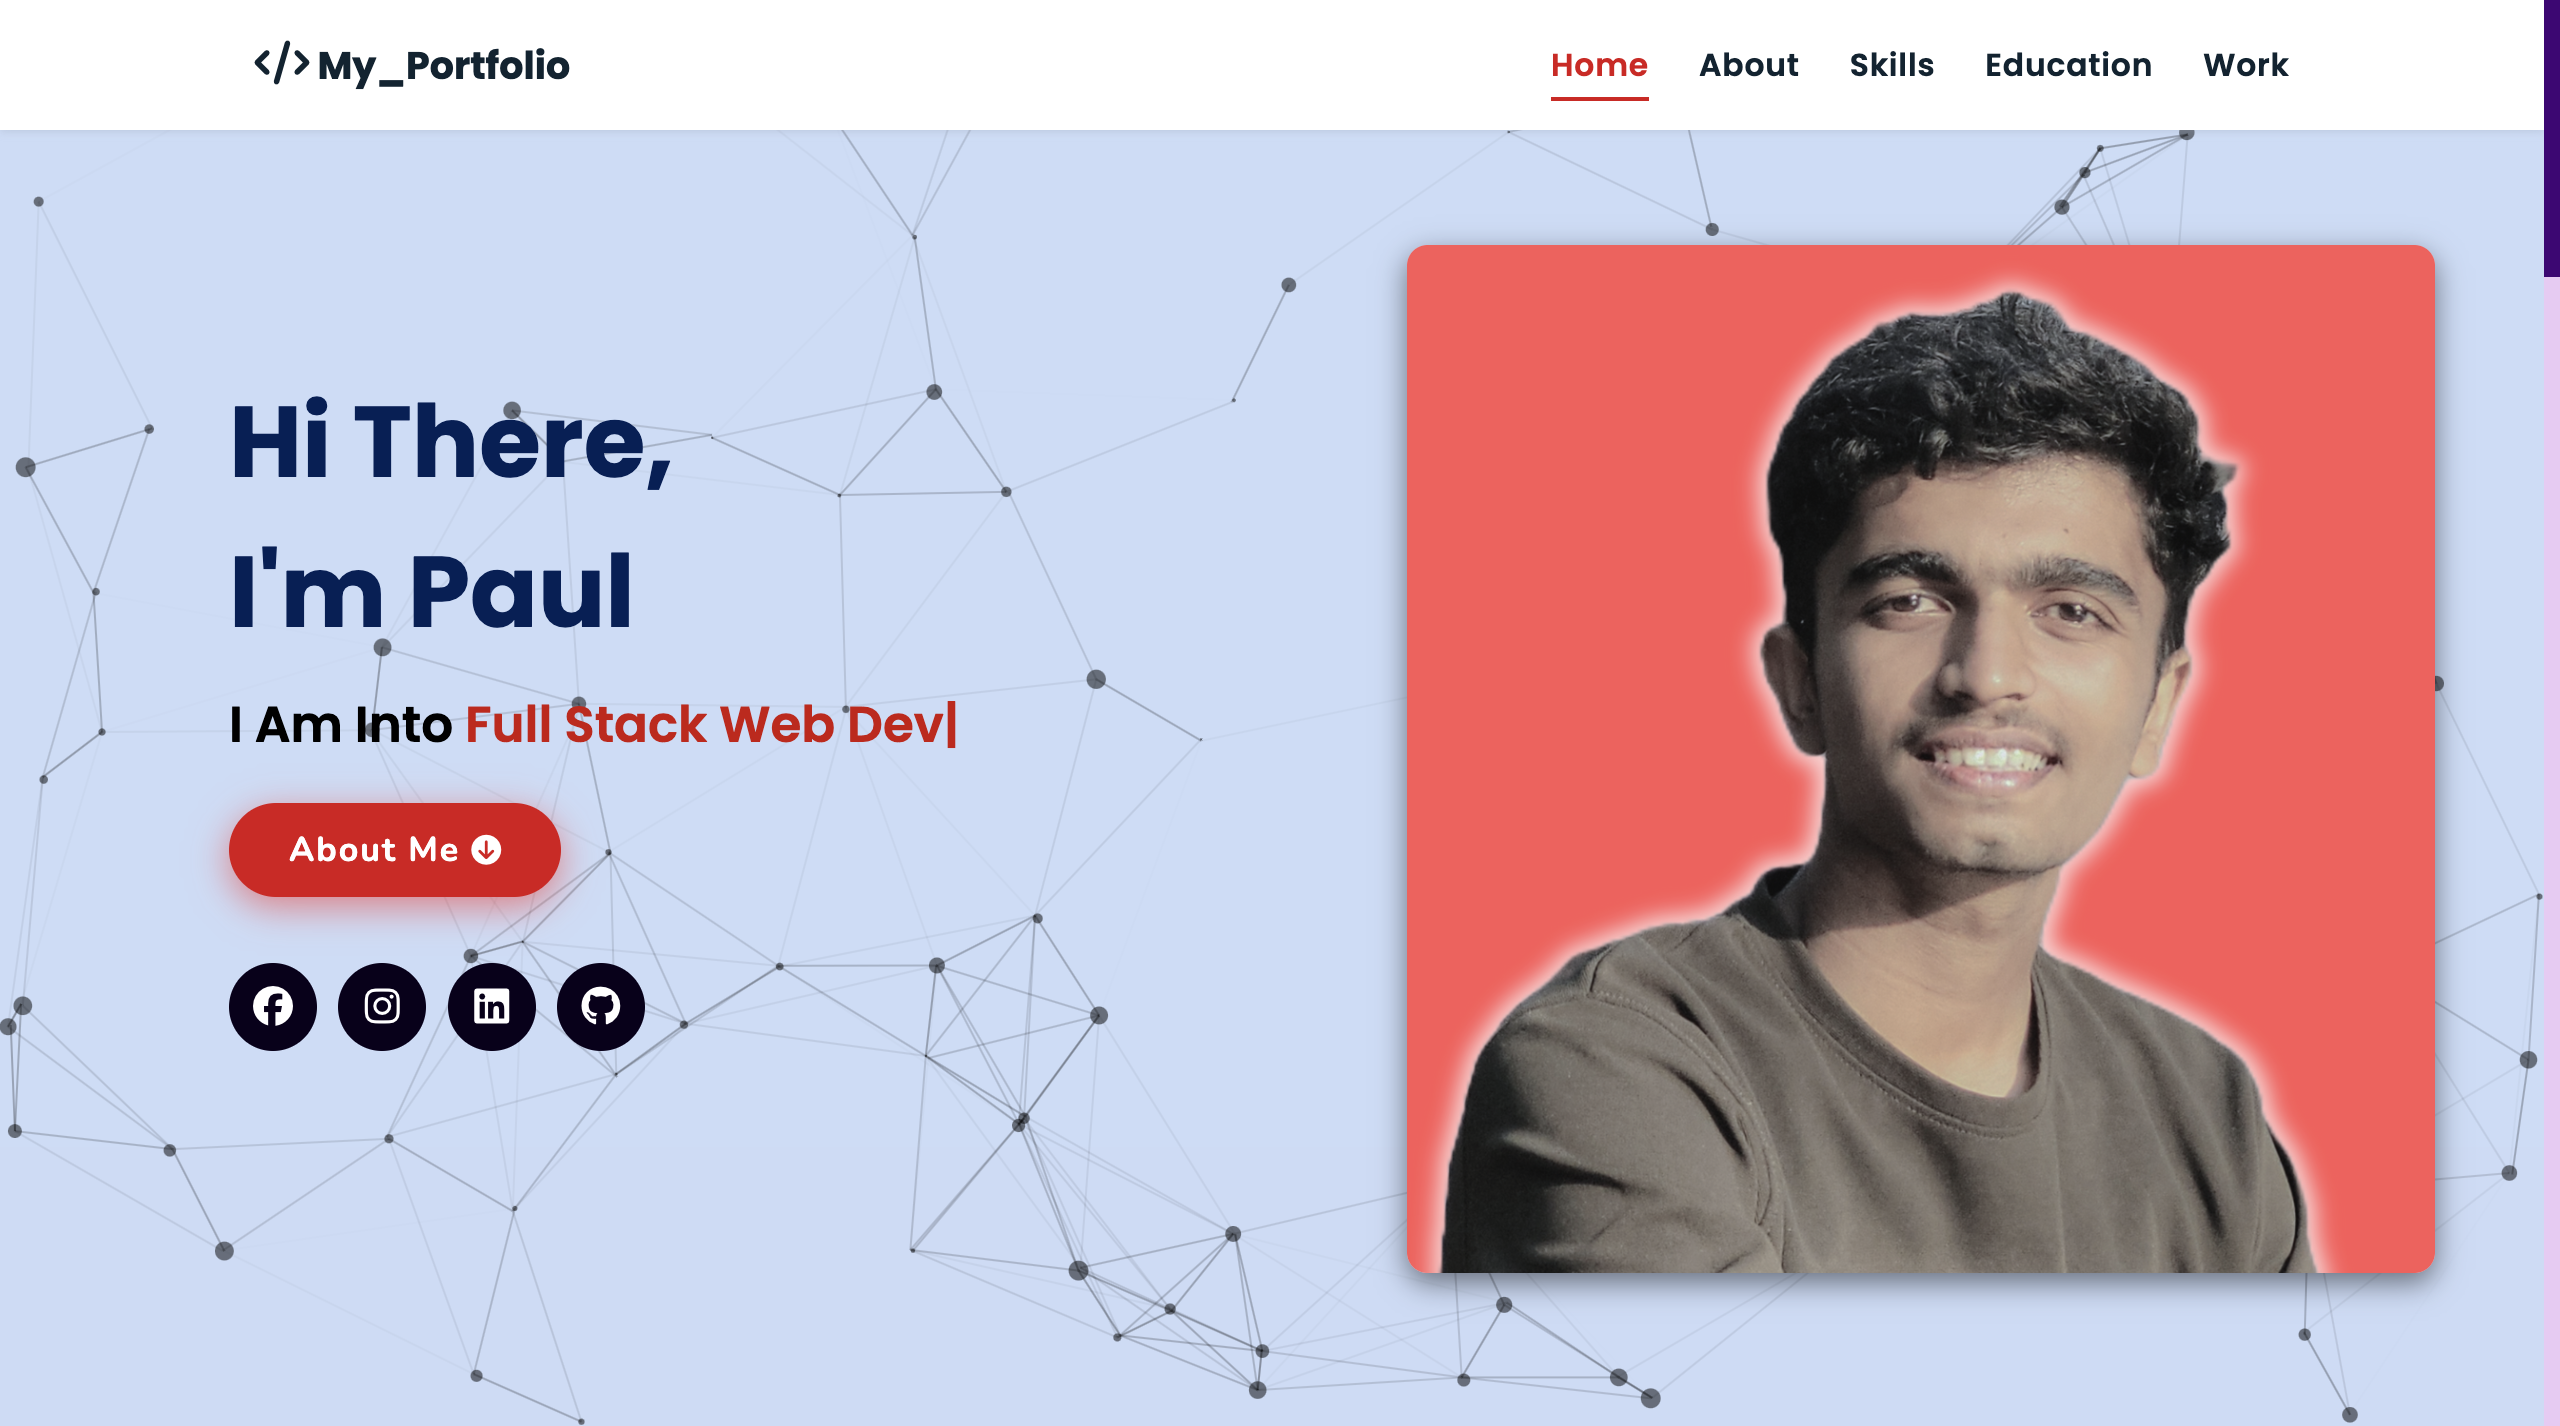 </> My_Portfolio
Home About Skills Education Work
Hi There,
I'm Paul
I Am Into Full Stack Web Dev|
About Me